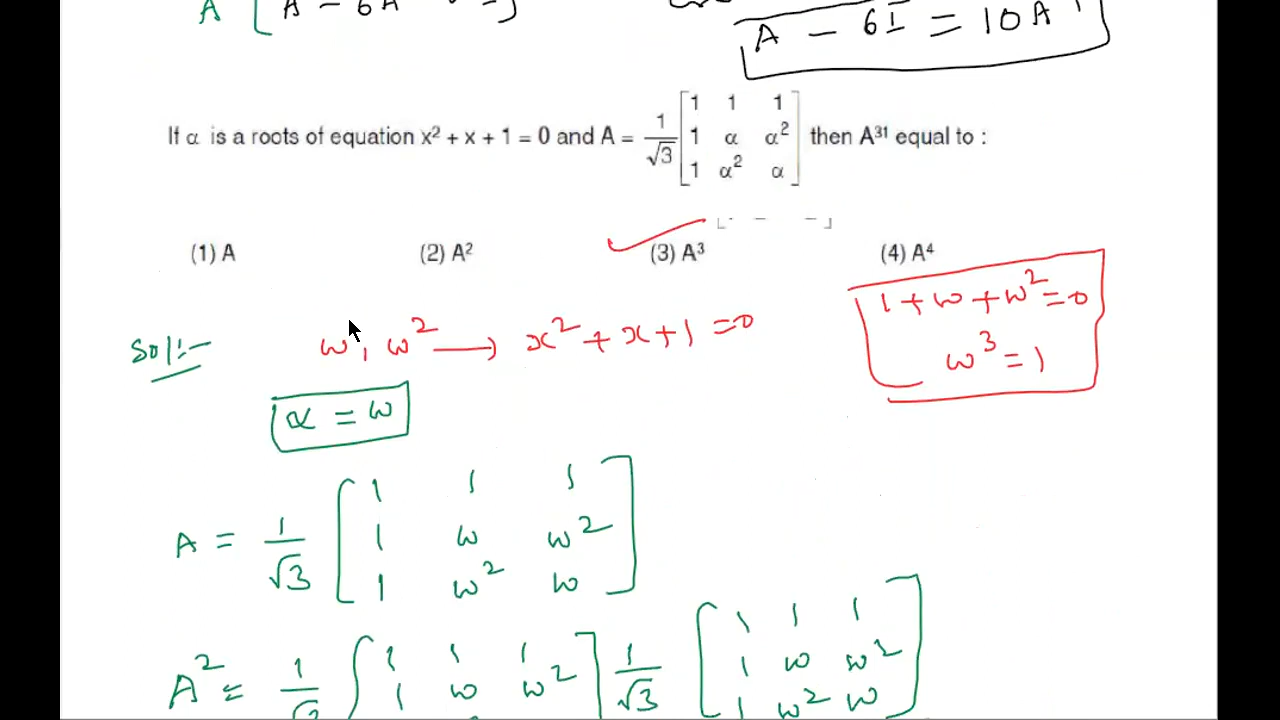 A [ A - 6A
A - 6I = 10A
If α is a roots of equation x² + x + 1 = 0 and A = 1/√3 [1 1 1; 1 α α²; 1 α² α] then A³¹ equal to :
(1) A (2) A² (3) A³ (4) A⁴
1 + ω + ω² = 0
Sol:- ω, ω² → x² + x + 1 = 0
ω³ = 1
α = ω
A = 1/√3 [1 1 1; 1 ω ω²; 1 ω² ω]
A² = 1/√3 [1 1 1; 1 ω ω² ] 1/√3 [1 1 1; 1 ω ω²; 1 ω² ω]